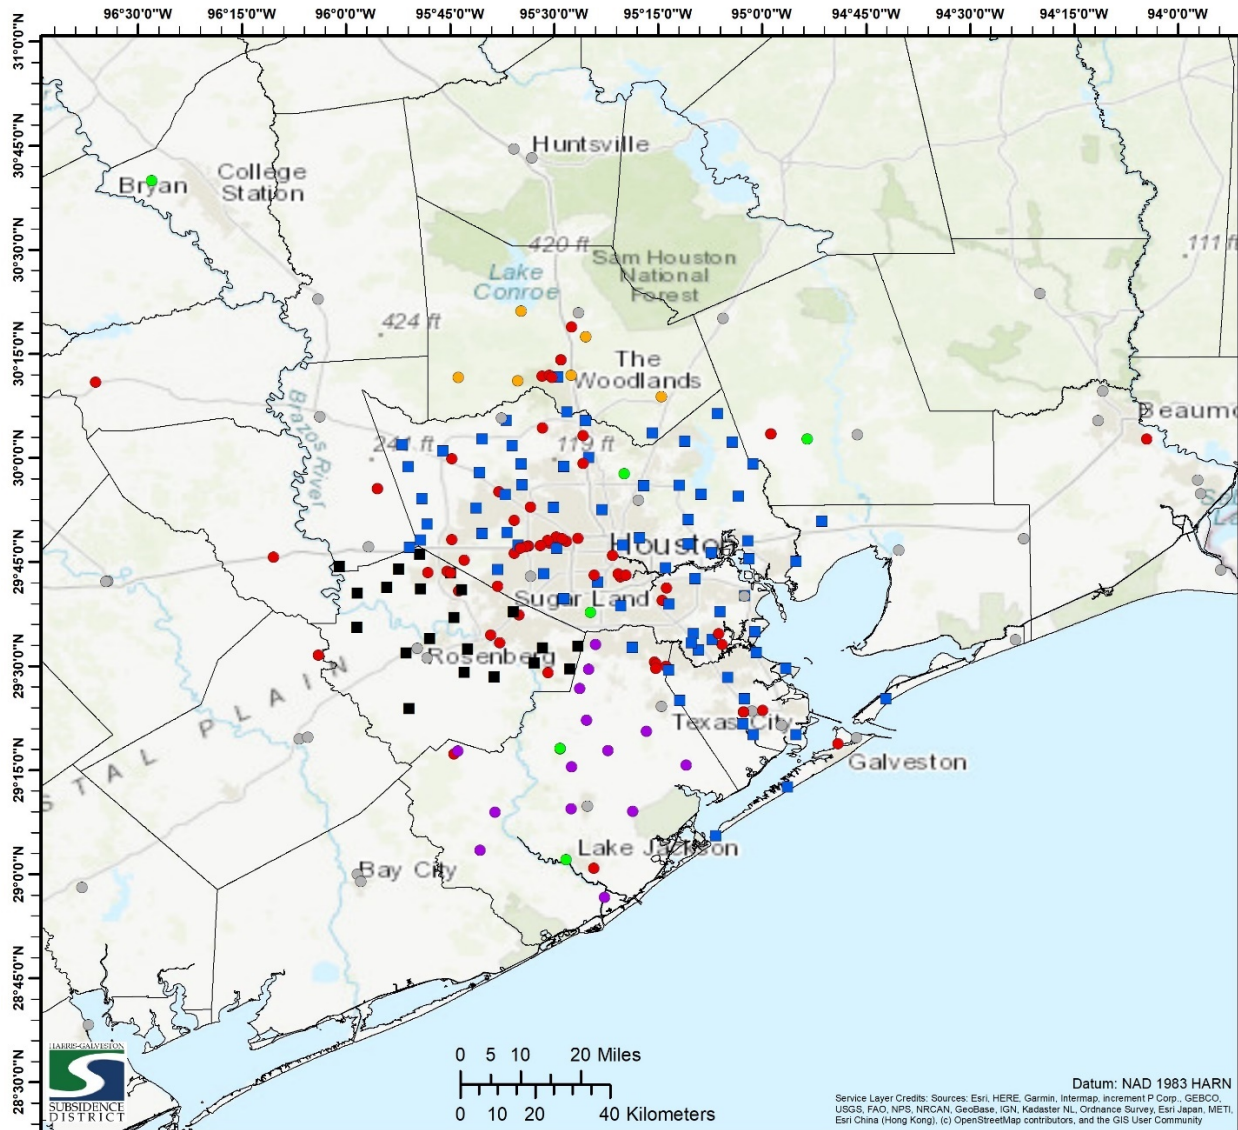 96°30'0"W 96°15'0"W 96°0'0"W 95°45'0"W 95°30'0"W 95°15'0"W 95°0'0"W 94°45'0"W 94°30'0"W 94°15'0"W 94°0'0"W
31°0'0"N
30°45'0"N
30°30'0"N
30°15'0"N
30°0'0"N
29°45'0"N
29°30'0"N
29°15'0"N
29°0'0"N
28°45'0"N
28°30'0"N
Huntsville
College
Station
Bryan
420 ft
111 ft
Sam Houston
National
Forest
Lake
Conroe
424 ft
The
Woodlands
Brazos River
Beaumo
241 ft
119 ft
Houston
Sugar Land
Rosenberg
STAL PLAIN
Texas City
Galveston
Lake Jackson
Bay City
HARRIS-GALVESTON
SUBSIDENCE
DISTRICT
0 5 10 20 Miles
0 10 20 40 Kilometers
Datum: NAD 1983 HARN
Service Layer Credits: Sources: Esri, HERE, Garmin, Intermap, increment P Corp., GEBCO,
USGS, FAO, NPS, NRCAN, GeoBase, IGN, Kadaster NL, Ordnance Survey, Esri Japan, METI,
Esri China (Hong Kong), (c) OpenStreetMap contributors, and the GIS User Community